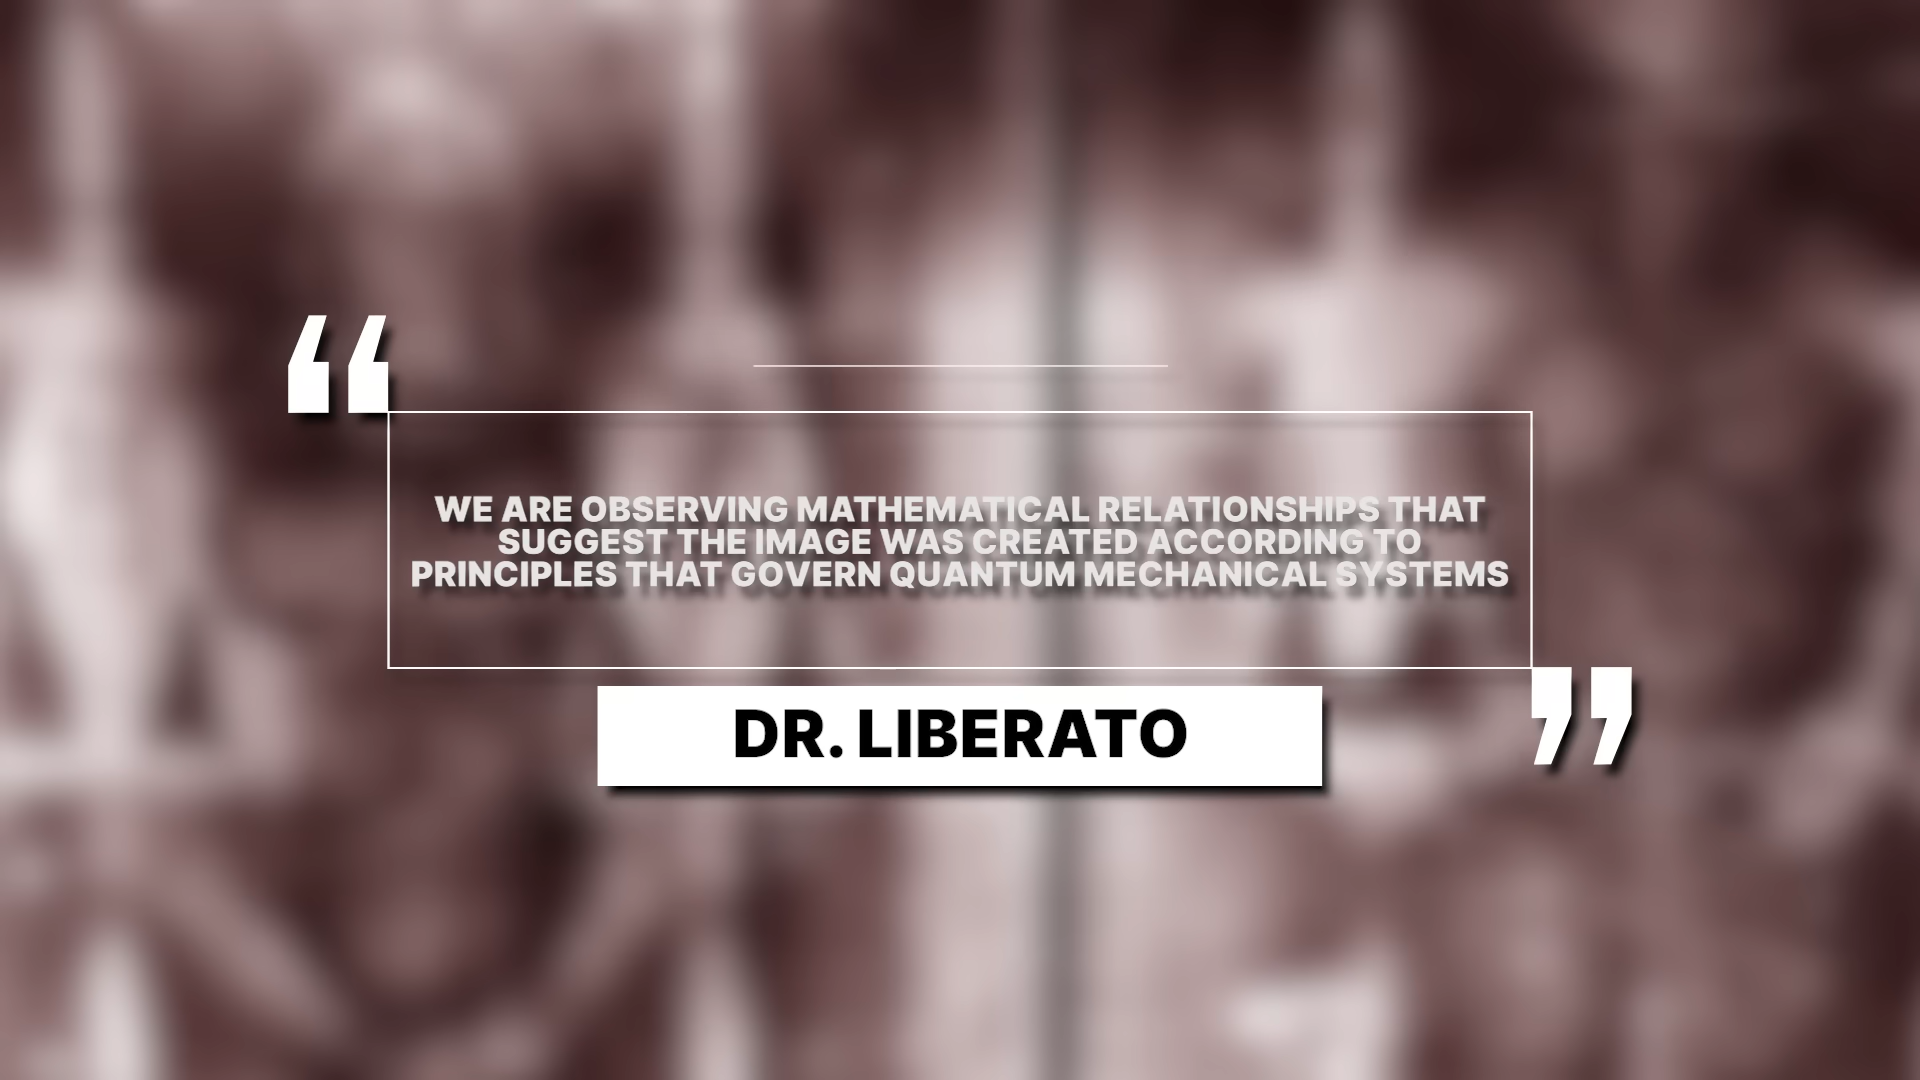 “
WE ARE OBSERVING MATHEMATICAL RELATIONSHIPS THAT
SUGGEST THE IMAGE WAS CREATED ACCORDING TO
PRINCIPLES THAT GOVERN QUANTUM MECHANICAL SYSTEMS
”
DR. LIBERATO